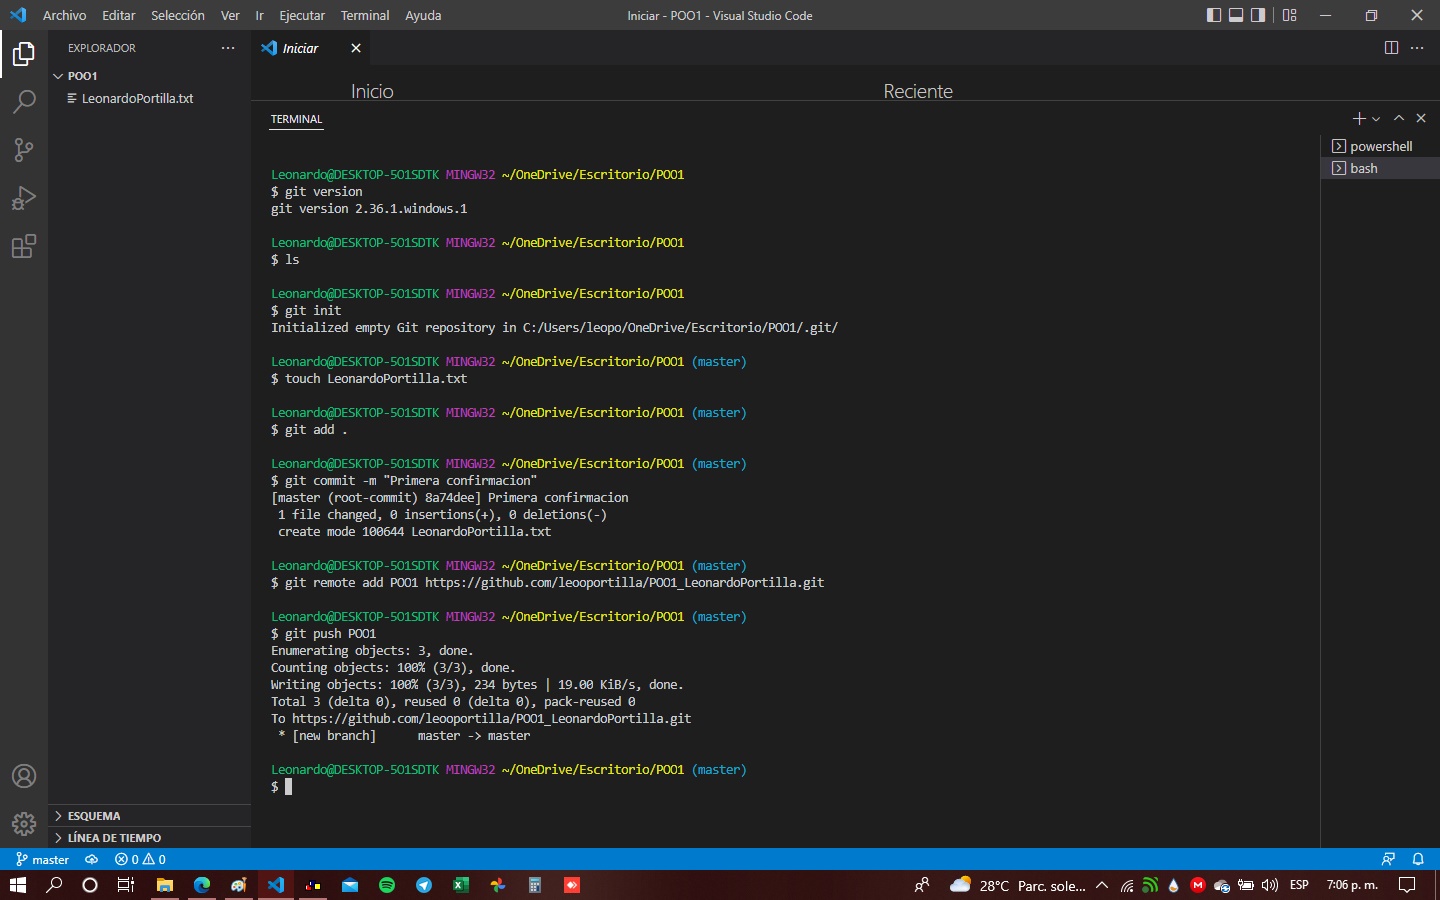 Archivo Editar Selección Ver Ir Ejecutar Terminal Ayuda
Iniciar - POO1 - Visual Studio Code
EXPLORADOR
Iniciar
POO1
LeonardoPortilla.txt
Inicio
Reciente
TERMINAL
powershell
bash
Leonardo@DESKTOP-501SDTK MINGW32 ~/OneDrive/Escritorio/POO1
$ git version
git version 2.36.1.windows.1
Leonardo@DESKTOP-501SDTK MINGW32 ~/OneDrive/Escritorio/POO1
$ ls
Leonardo@DESKTOP-501SDTK MINGW32 ~/OneDrive/Escritorio/POO1
$ git init
Initialized empty Git repository in C:/Users/leopo/OneDrive/Escritorio/POO1/.git/
Leonardo@DESKTOP-501SDTK MINGW32 ~/OneDrive/Escritorio/POO1 (master)
$ touch LeonardoPortilla.txt
Leonardo@DESKTOP-501SDTK MINGW32 ~/OneDrive/Escritorio/POO1 (master)
$ git add .
Leonardo@DESKTOP-501SDTK MINGW32 ~/OneDrive/Escritorio/POO1 (master)
$ git commit -m "Primera confirmacion"
[master (root-commit) 8a74dee] Primera confirmacion
1 file changed, 0 insertions(+), 0 deletions(-)
create mode 100644 LeonardoPortilla.txt
Leonardo@DESKTOP-501SDTK MINGW32 ~/OneDrive/Escritorio/POO1 (master)
$ git remote add POO1 https://github.com/leooportilla/POO1_LeonardoPortilla.git
Leonardo@DESKTOP-501SDTK MINGW32 ~/OneDrive/Escritorio/POO1 (master)
$ git push POO1
Enumerating objects: 3, done.
Counting objects: 100% (3/3), done.
Writing objects: 100% (3/3), 234 bytes | 19.00 KiB/s, done.
Total 3 (delta 0), reused 0 (delta 0), pack-reused 0
To https://github.com/leooportilla/POO1_LeonardoPortilla.git
* [new branch] master -> master
Leonardo@DESKTOP-501SDTK MINGW32 ~/OneDrive/Escritorio/POO1 (master)
$
ESQUEMA
LÍNEA DE TIEMPO
master 0 0
28°C Parc. sole... ESP 7:06 p. m.